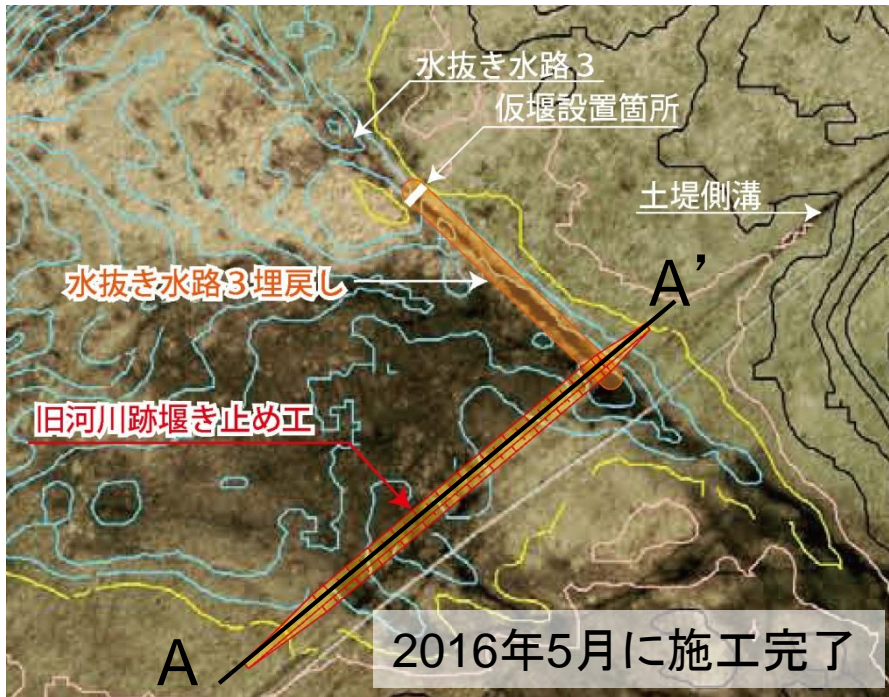 水抜き水路３
仮堰設置箇所
土堤側溝
水抜き水路３埋戻し
A’
旧河川跡堰き止め工
A
2016年5月に施工完了